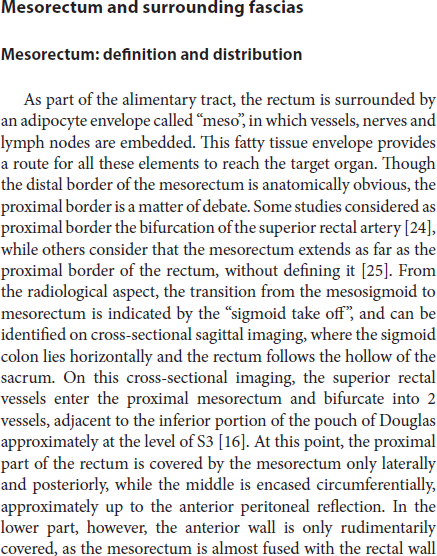 Mesorectum and surrounding fascias
Mesorectum: definition and distribution
As part of the alimentary tract, the rectum is surrounded by
an adipocyte envelope called “meso”, in which vessels, nerves and
lymph nodes are embedded. This fatty tissue envelope provides
a route for all these elements to reach the target organ. Though
the distal border of the mesorectum is anatomically obvious, the
proximal border is a matter of debate. Some studies considered as
proximal border the bifurcation of the superior rectal artery [24],
while others consider that the mesorectum extends as far as the
proximal border of the rectum, without defining it [25]. From
the radiological aspect, the transition from the mesosigmoid to
mesorectum is indicated by the “sigmoid take off”, and can be
identified on cross-sectional sagittal imaging, where the sigmoid
colon lies horizontally and the rectum follows the hollow of the
sacrum. On this cross-sectional imaging, the superior rectal
vessels enter the proximal mesorectum and bifurcate into 2
vessels, adjacent to the inferior portion of the pouch of Douglas
approximately at the level of S3 [16]. At this point, the proximal
part of the rectum is covered by the mesorectum only laterally
and posteriorly, while the middle is encased circumferentially,
approximately up to the anterior peritoneal reflection. In the
lower part, however, the anterior wall is only rudimentarily
covered, as the mesorectum is almost fused with the rectal wall